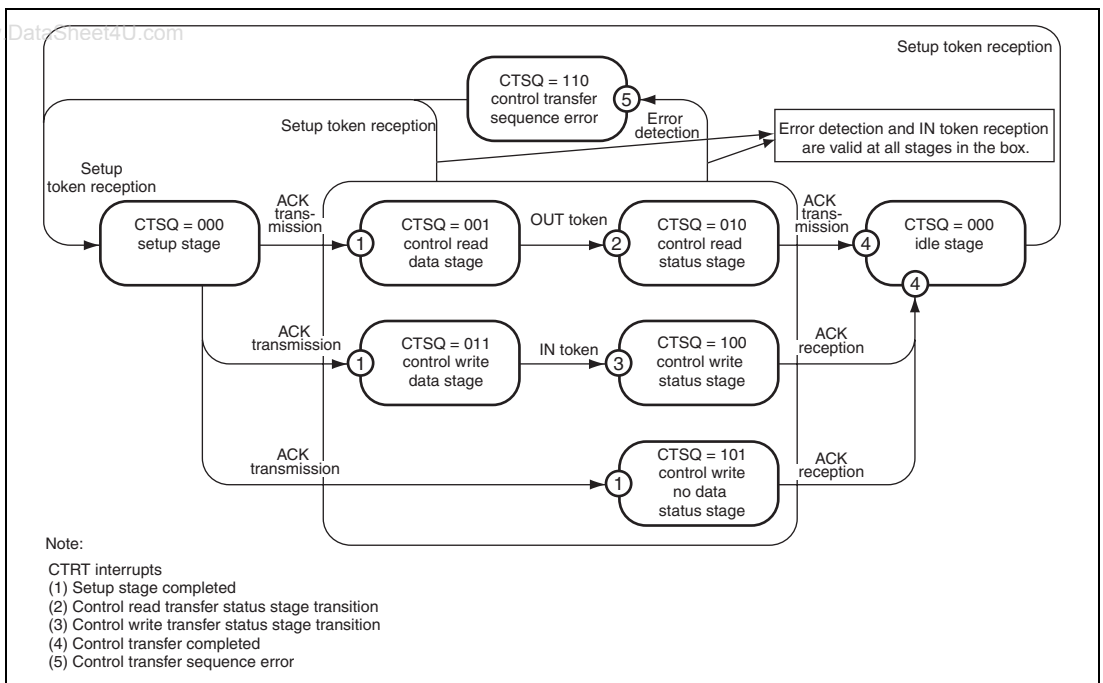 DataSheet4U.com
Setup token reception
CTSQ = 110
control transfer
sequence error
5
Setup token reception
Error
detection
Error detection and IN token reception
are valid at all stages in the box.
Setup
token reception
CTSQ = 000
setup stage
ACK
trans-
mission
1
CTSQ = 001
control read
data stage
OUT token
2
CTSQ = 010
control read
status stage
ACK
trans-
mission
4
CTSQ = 000
idle stage
4
ACK
transmission
1
CTSQ = 011
control write
data stage
IN token
3
CTSQ = 100
control write
status stage
ACK
reception
ACK
transmission
1
CTSQ = 101
control write
no data
status stage
ACK
reception
Note:
CTRT interrupts
(1) Setup stage completed
(2) Control read transfer status stage transition
(3) Control write transfer status stage transition
(4) Control transfer completed
(5) Control transfer sequence error